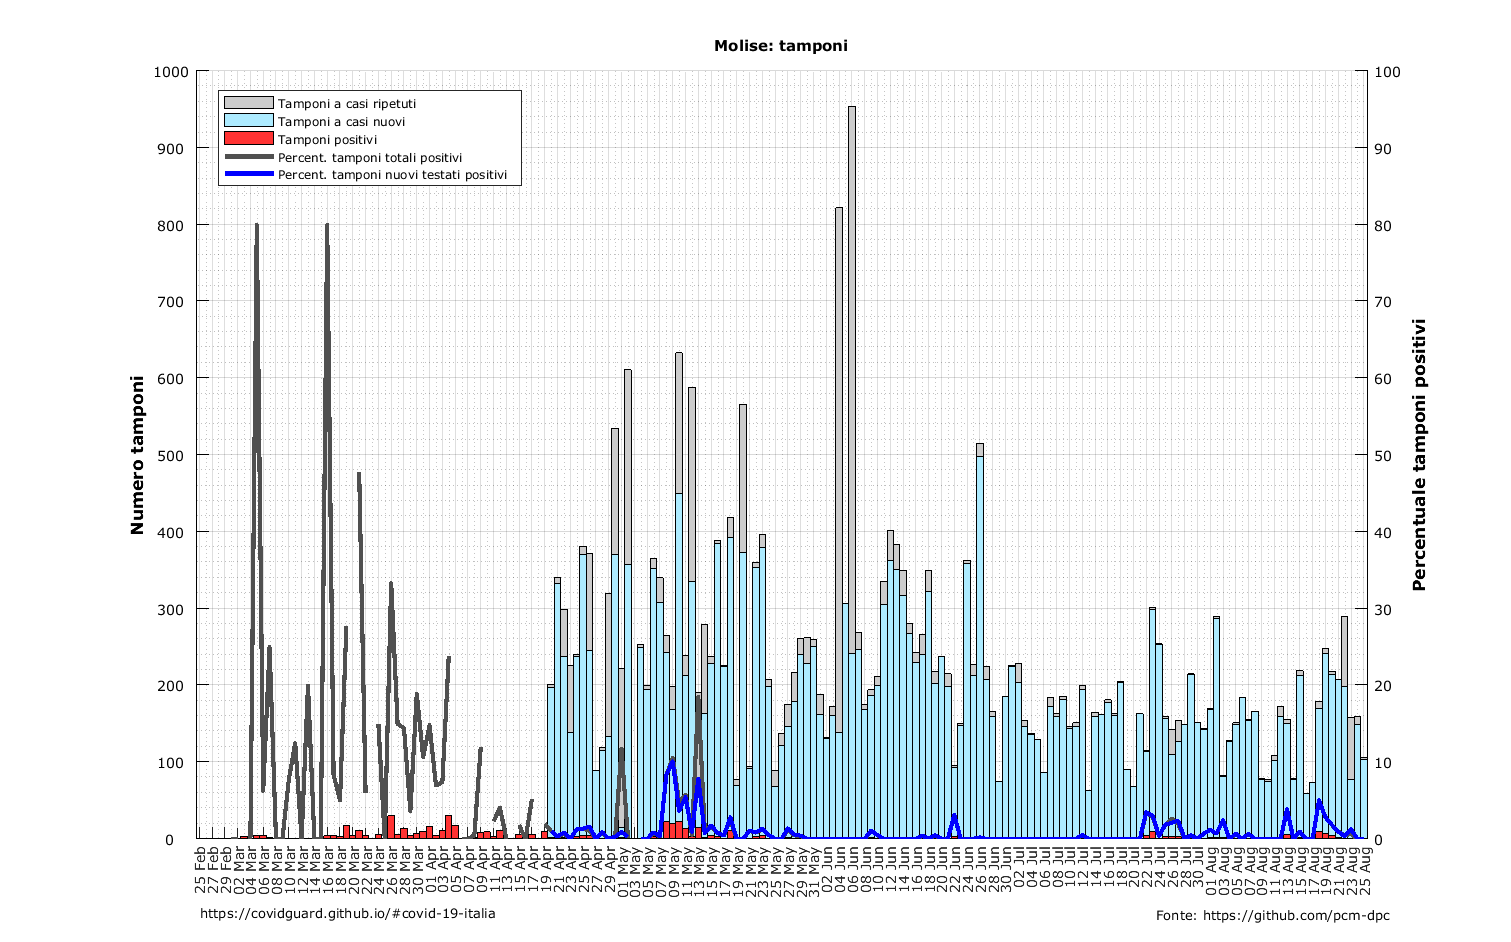 Molise: tamponi
Tamponi a casi ripetuti
Tamponi a casi nuovi
Tamponi positivi
Percent. tamponi totali positivi
Percent. tamponi nuovi testati positivi
Numero tamponi
1000
900
800
700
600
500
400
300
200
100
0
Percentuale tamponi positivi
100
90
80
70
60
50
40
30
20
10
0
25 Feb
27 Feb
29 Feb
02 Mar
04 Mar
06 Mar
08 Mar
10 Mar
12 Mar
14 Mar
16 Mar
18 Mar
20 Mar
22 Mar
24 Mar
26 Mar
28 Mar
30 Mar
01 Apr
03 Apr
05 Apr
07 Apr
09 Apr
11 Apr
13 Apr
15 Apr
17 Apr
19 Apr
21 Apr
23 Apr
25 Apr
27 Apr
29 Apr
01 May
03 May
05 May
07 May
09 May
11 May
13 May
15 May
17 May
19 May
21 May
23 May
25 May
27 May
29 May
31 May
02 Jun
04 Jun
06 Jun
08 Jun
10 Jun
12 Jun
14 Jun
16 Jun
18 Jun
20 Jun
22 Jun
24 Jun
26 Jun
28 Jun
30 Jun
02 Jul
04 Jul
06 Jul
08 Jul
10 Jul
12 Jul
14 Jul
16 Jul
18 Jul
20 Jul
22 Jul
24 Jul
26 Jul
28 Jul
30 Jul
01 Aug
03 Aug
05 Aug
07 Aug
09 Aug
11 Aug
13 Aug
15 Aug
17 Aug
19 Aug
21 Aug
23 Aug
25 Aug
https://covidguard.github.io/#covid-19-italia
Fonte: https://github.com/pcm-dpc